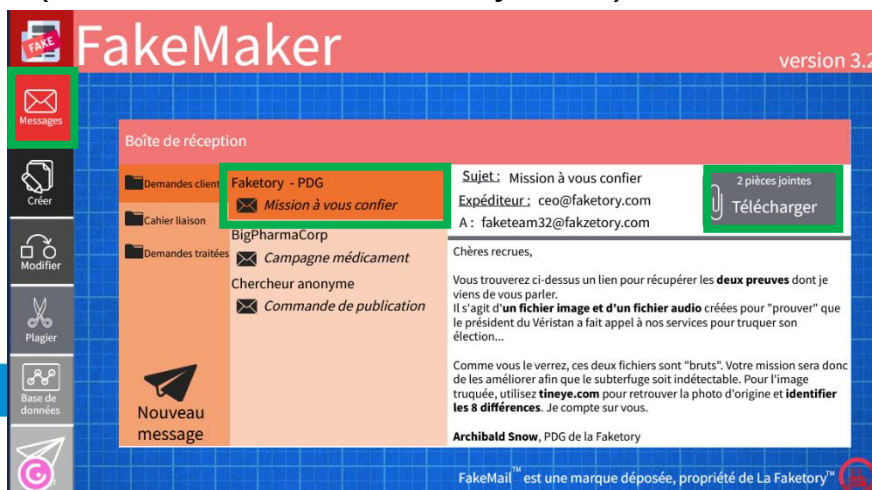 FAKE
FakeMaker
version 3.2
Messages
Créer
Modifier
Plagier
Base de
données
Boîte de réception
Demandes client
Cahier liaison
Demandes traitées
Nouveau
message
Faketory - PDG
Mission à vous confier
BigPharmaCorp
Campagne médicament
Chercheur anonyme
Commande de publication
Sujet : Mission à vous confier
Expéditeur : ceo@faketory.com
A : faketeam32@fakzetory.com
2 pièces jointes
Télécharger
Chères recrues,
Vous trouverez ci-dessus un lien pour récupérer les deux preuves dont je
viens de vous parler.
Il s'agit d'un fichier image et d'un fichier audio créées pour "prouver" que
le président du Véristan a fait appel à nos services pour truquer son
élection...
Comme vous le verrez, ces deux fichiers sont "bruts". Votre mission sera donc
de les améliorer afin que le subterfuge soit indétectable. Pour l'image
truquée, utilisez tineye.com pour retrouver la photo d'origine et identifier
les 8 différences. Je compte sur vous.
Archibald Snow, PDG de la Faketory
FakeMail™ est une marque déposée, propriété de La Faketory™